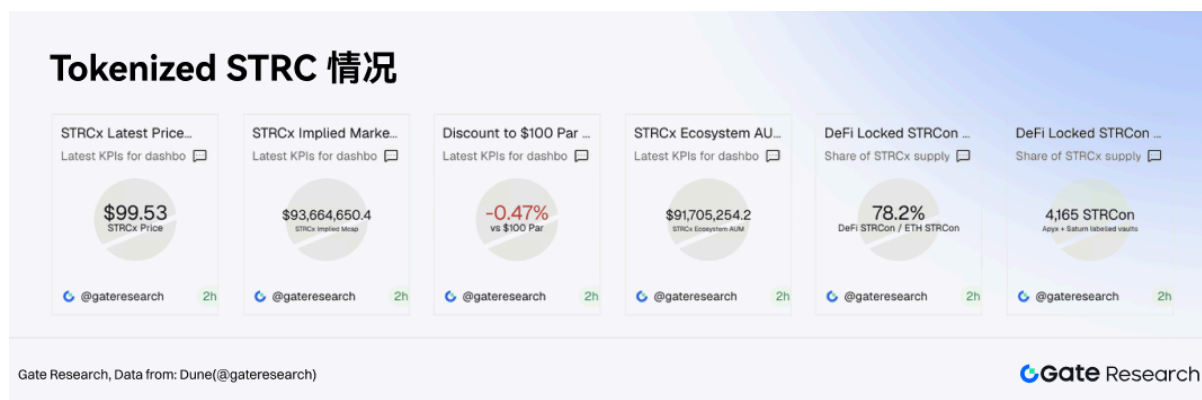 Tokenized STRC 情况
STRCx Latest Price...
Latest KPIs for dashbo
$99.53
STRCx Price
@gateresearch
2h
STRCx Implied Marke...
Latest KPIs for dashbo
$93,664,650.4
STRCx Implied Mcap
@gateresearch
2h
Discount to $100 Par ...
Latest KPIs for dashbo
-0.47%
vs $100 Par
@gateresearch
2h
STRCx Ecosystem AU...
Latest KPIs for dashbo
$91,705,254.2
STRCx Ecosystem AUM
@gateresearch
2h
DeFi Locked STRCon ...
Share of STRCx supply
78.2%
DeFi STRCon / ETH STRCon
@gateresearch
2h
DeFi Locked STRCon ...
Share of STRCx supply
4,165 STRCon
Apyx + Saturn labelled vaults
@gateresearch
2h
Gate Research, Data from: Dune(@gateresearch)
Gate Research